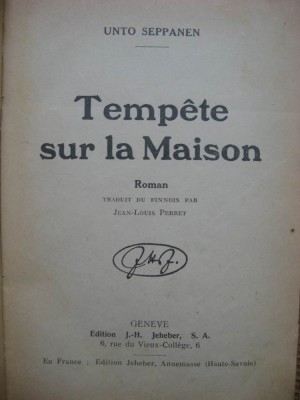 UNTO SEPPANEN
Tempête
sur la Maison
Roman
TRADUIT DU FINNOIS PAR
JEAN-LOUIS PERRET
J.H.J.
GENEVE
Edition J.-H. Jeheber, S. A.
6, rue du Vieux-Collège, 6
En France : Edition Jeheber, Annemasse (Haute-Savoie)